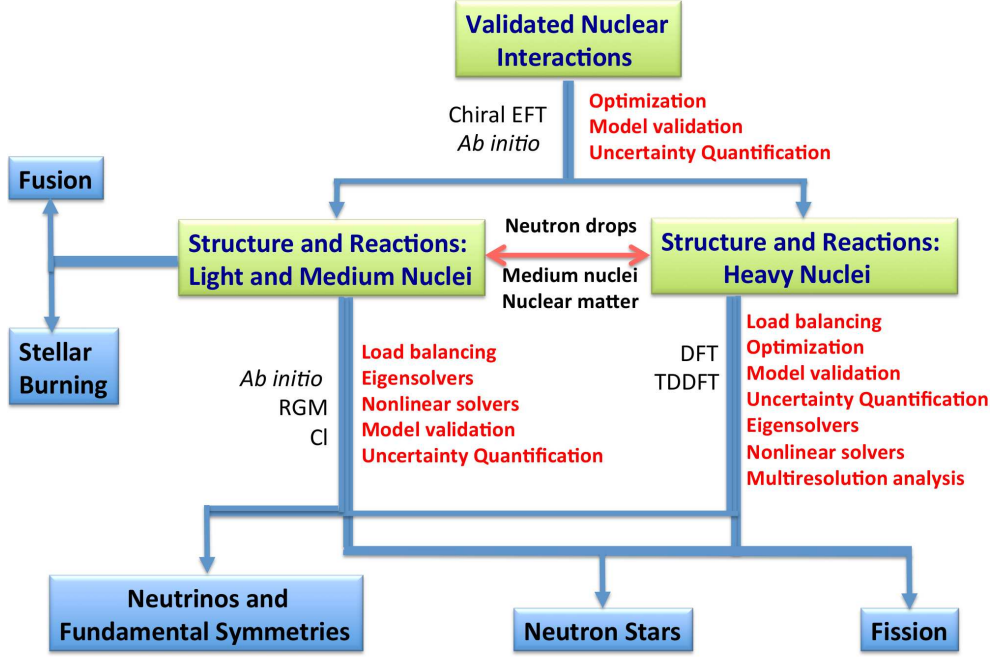 Validated Nuclear
Interactions
Chiral EFT
Ab initio
Optimization
Model validation
Uncertainty Quantification
Fusion
Structure and Reactions:
Light and Medium Nuclei
Neutron drops
Medium nuclei
Nuclear matter
Structure and Reactions:
Heavy Nuclei
Stellar
Burning
Ab initio
RGM
CI
Load balancing
Eigensolvers
Nonlinear solvers
Model validation
Uncertainty Quantification
DFT
TDDFT
Load balancing
Optimization
Model validation
Uncertainty Quantification
Eigensolvers
Nonlinear solvers
Multiresolution analysis
Neutrinos and
Fundamental Symmetries
Neutron Stars
Fission